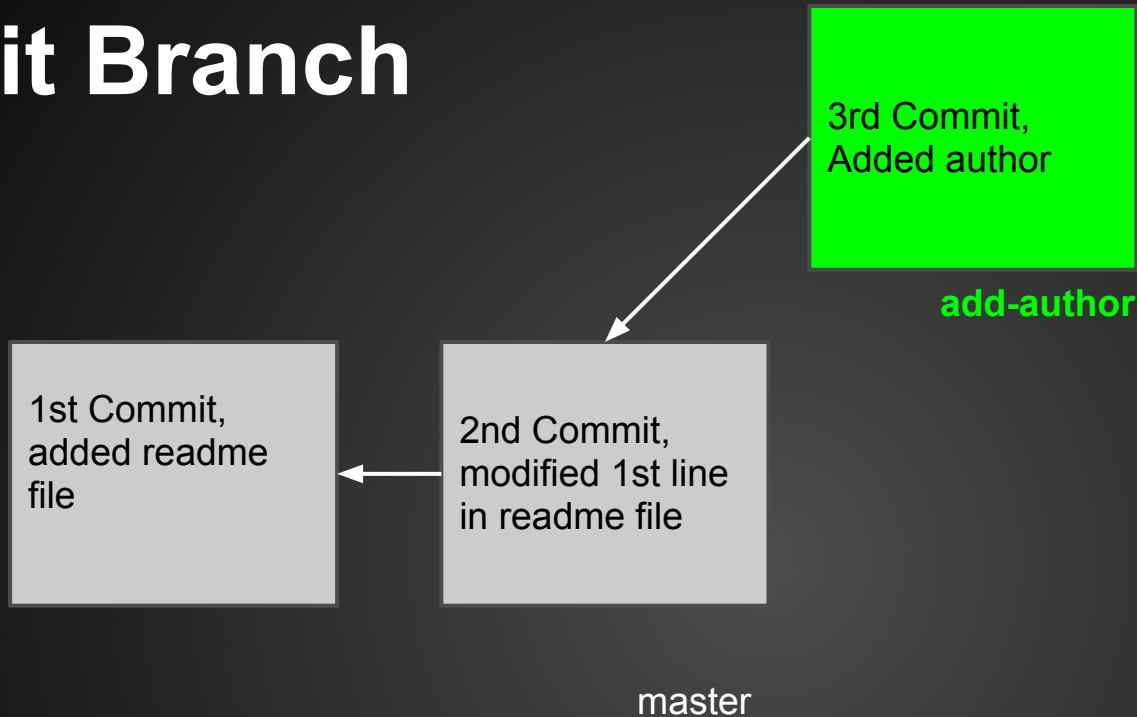 it Branch
3rd Commit,
Added author
add-author
1st Commit,
added readme
file
2nd Commit,
modified 1st line
in readme file
master